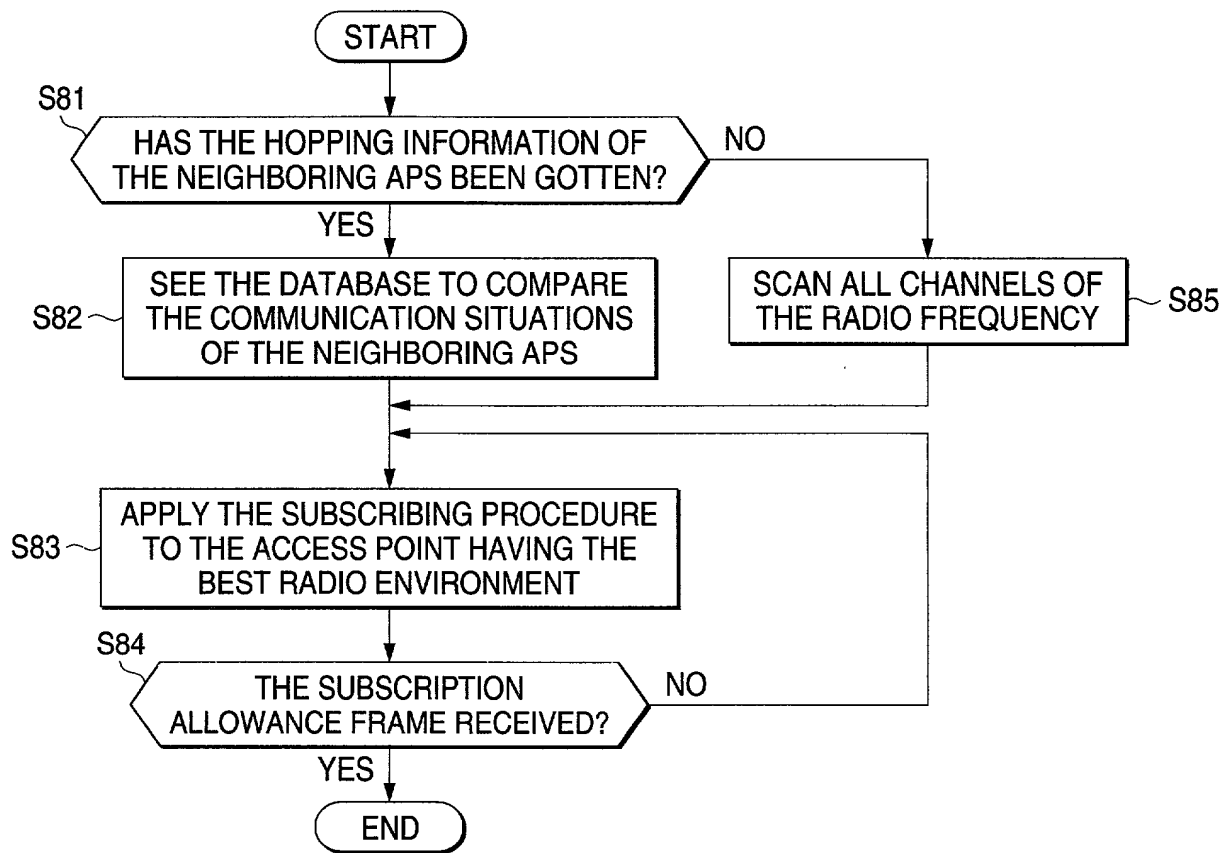 START
S81
HAS THE HOPPING INFORMATION OF
THE NEIGHBORING APS BEEN GOTTEN?
NO
YES
S82
SEE THE DATABASE TO COMPARE
THE COMMUNICATION SITUATIONS
OF THE NEIGHBORING APS
SCAN ALL CHANNELS OF
THE RADIO FREQUENCY
S85
S83
APPLY THE SUBSCRIBING PROCEDURE
TO THE ACCESS POINT HAVING THE
BEST RADIO ENVIRONMENT
S84
THE SUBSCRIPTION
ALLOWANCE FRAME RECEIVED?
NO
YES
END